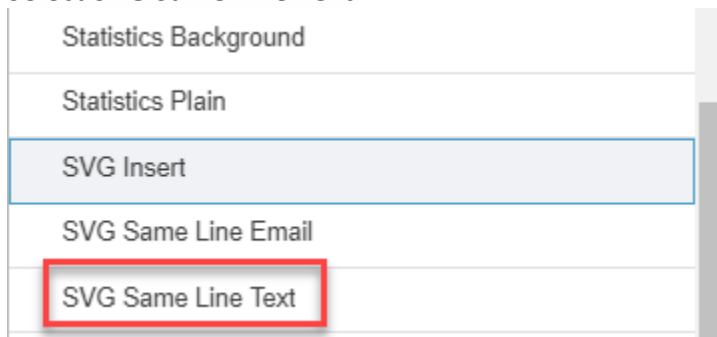 Statistics Background
Statistics Plain
SVG Insert
SVG Same Line Email
SVG Same Line Text